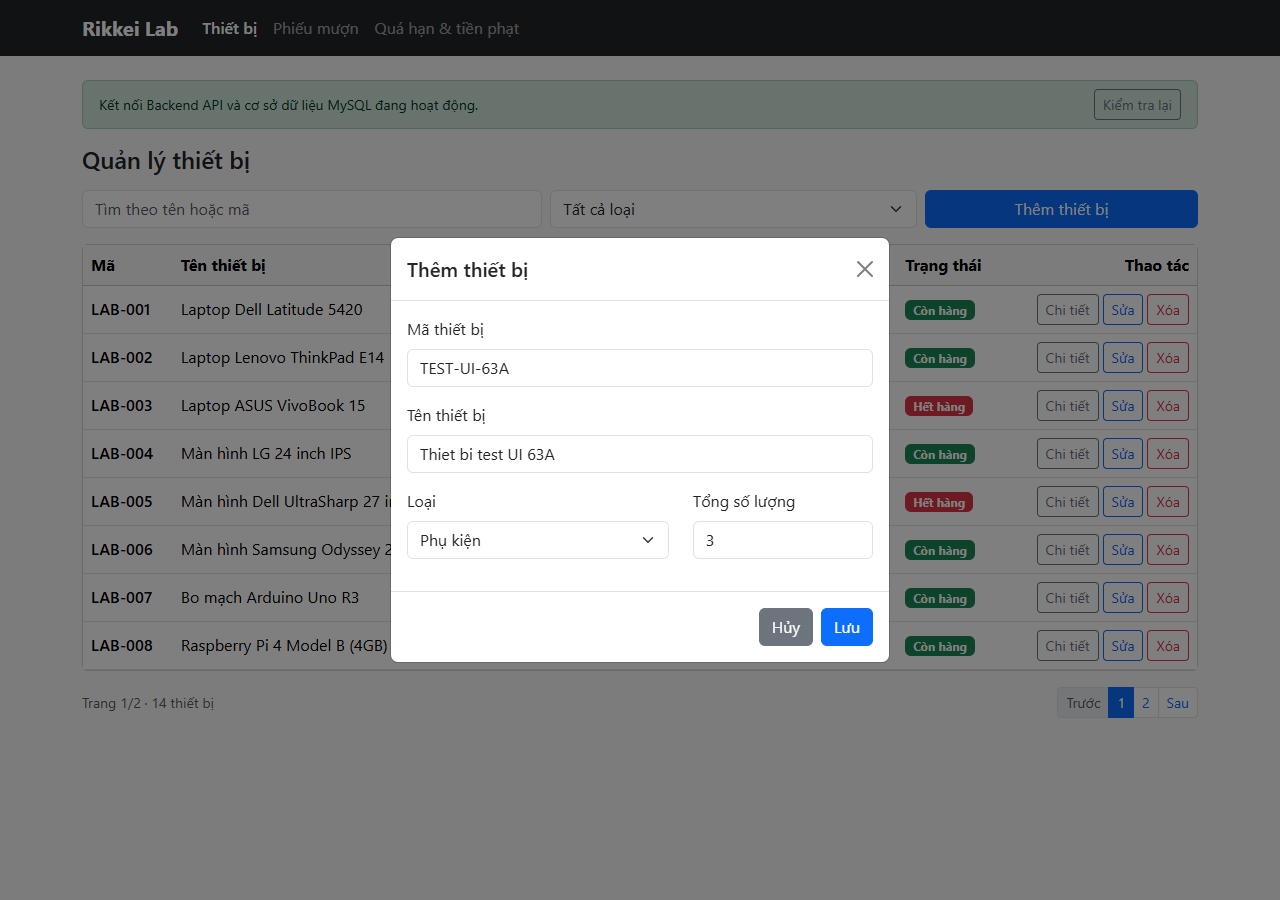 Rikkei Lab Thiết bị Phiếu mượn Quá hạn & tiền phạt
Kết nối Backend API và cơ sở dữ liệu MySQL đang hoạt động. Kiểm tra lại
Quản lý thiết bị
Tìm theo tên hoặc mã Tất cả loại Thêm thiết bị
Mã Tên thiết bị Trạng thái Thao tác
LAB-001 Laptop Dell Latitude 5420 Còn hàng Chi tiết Sửa Xóa
LAB-002 Laptop Lenovo ThinkPad E14 Còn hàng Chi tiết Sửa Xóa
LAB-003 Laptop ASUS VivoBook 15 Hết hàng Chi tiết Sửa Xóa
LAB-004 Màn hình LG 24 inch IPS Còn hàng Chi tiết Sửa Xóa
LAB-005 Màn hình Dell UltraSharp 27 Hết hàng Chi tiết Sửa Xóa
LAB-006 Màn hình Samsung Odyssey Còn hàng Chi tiết Sửa Xóa
LAB-007 Bo mạch Arduino Uno R3 Còn hàng Chi tiết Sửa Xóa
LAB-008 Raspberry Pi 4 Model B (4GB) Còn hàng Chi tiết Sửa Xóa
Trang 1/2 · 14 thiết bị Trước 1 2 Sau
Thêm thiết bị
Mã thiết bị
TEST-UI-63A
Tên thiết bị
Thiet bi test UI 63A
Loại Tổng số lượng
Phụ kiện 3
Hủy Lưu